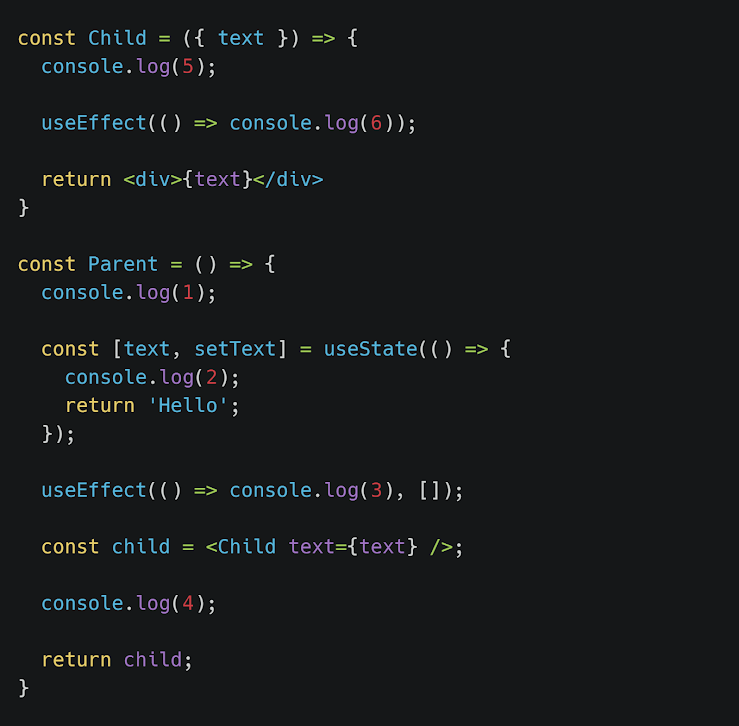 const Child = ({ text }) => {
  console.log(5);

  useEffect(() => console.log(6));

  return <div>{text}</div>
}

const Parent = () => {
  console.log(1);

  const [text, setText] = useState(() => {
    console.log(2);
    return 'Hello';
  });

  useEffect(() => console.log(3), []);

  const child = <Child text={text} />;

  console.log(4);

  return child;
}